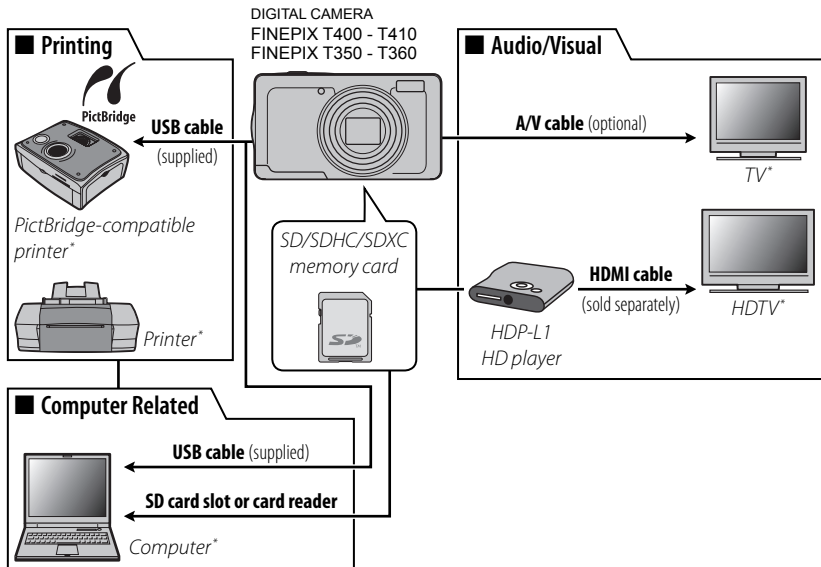 DIGITAL CAMERA
FINEPIX T400 - T410
FINEPIX T350 - T360
■ Printing
PictBridge
USB cable
(supplied)
PictBridge-compatible
printer*
Printer*
■ Audio/Visual
A/V cable (optional)
TV*
SD/SDHC/SDXC
memory card
SD
HDMI cable
(sold separately)
HDP-L1
HD player
HDTV*
■ Computer Related
USB cable (supplied)
SD card slot or card reader
Computer*